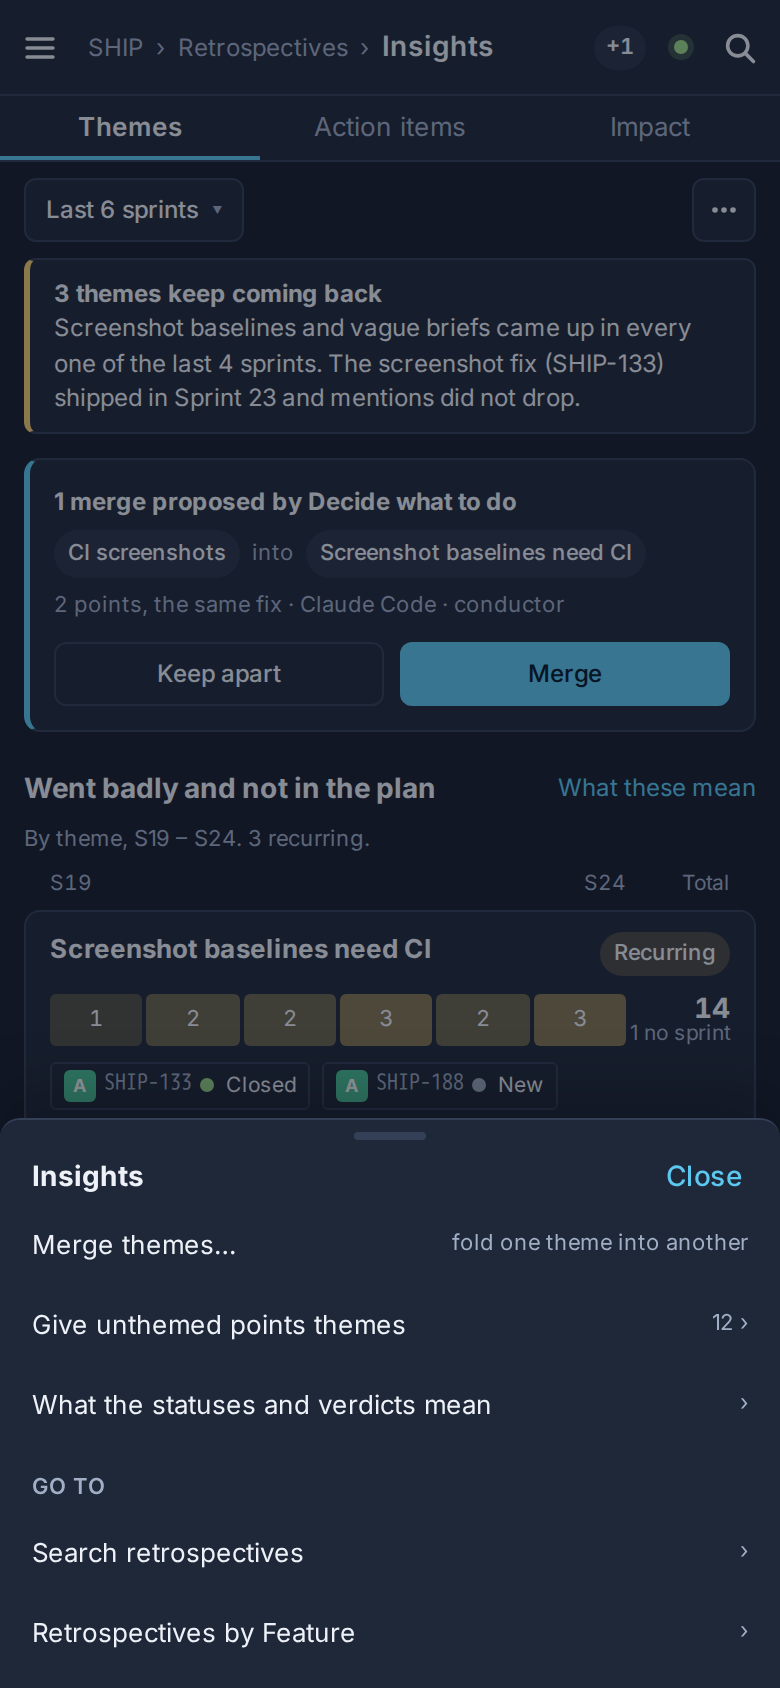 SHIP › Retrospectives › Insights +1
Themes Action items Impact
Last 6 sprints ▾ •••
3 themes keep coming back
Screenshot baselines and vague briefs came up in every
one of the last 4 sprints. The screenshot fix (SHIP-133)
shipped in Sprint 23 and mentions did not drop.
1 merge proposed by Decide what to do
CI screenshots into Screenshot baselines need CI
2 points, the same fix · Claude Code · conductor
Keep apart Merge
Went badly and not in the plan What these mean
By theme, S19 – S24. 3 recurring.
S19 S24 Total
Screenshot baselines need CI Recurring
1 2 2 3 2 3 14
1 no sprint
A SHIP-133 Closed A SHIP-188 New
Insights Close
Merge themes… fold one theme into another
Give unthemed points themes 12 ›
What the statuses and verdicts mean ›
GO TO
Search retrospectives ›
Retrospectives by Feature ›